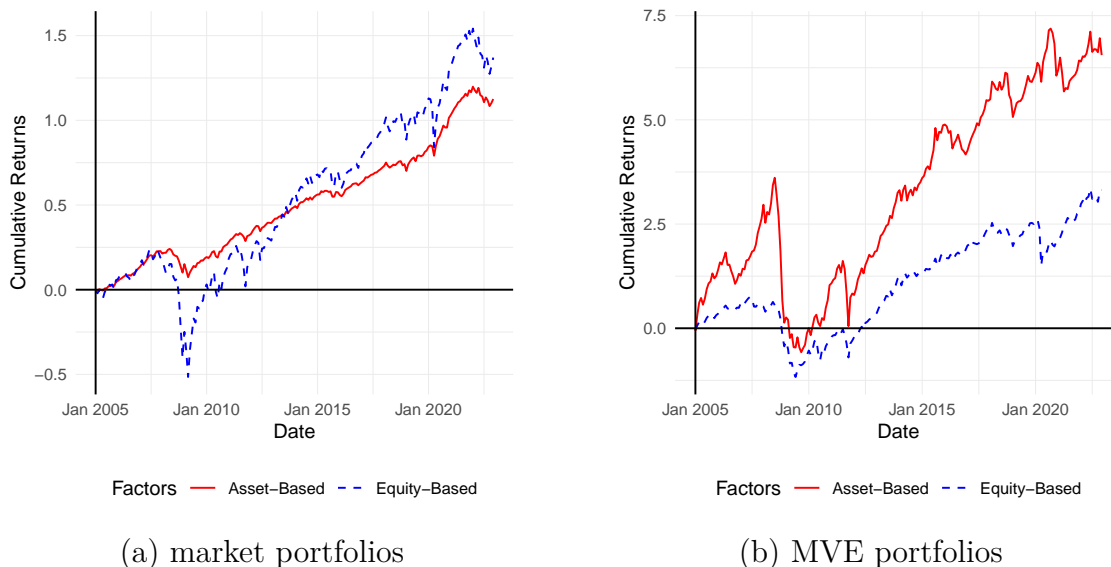 1.5
1.0
0.5
0.0
−0.5
Cumulative Returns
Jan 2005 Jan 2010 Jan 2015 Jan 2020
Date
Factors Asset−Based Equity−Based
(a) market portfolios
7.5
5.0
2.5
0.0
Cumulative Returns
Jan 2005 Jan 2010 Jan 2015 Jan 2020
Date
Factors Asset−Based Equity−Based
(b) MVE portfolios